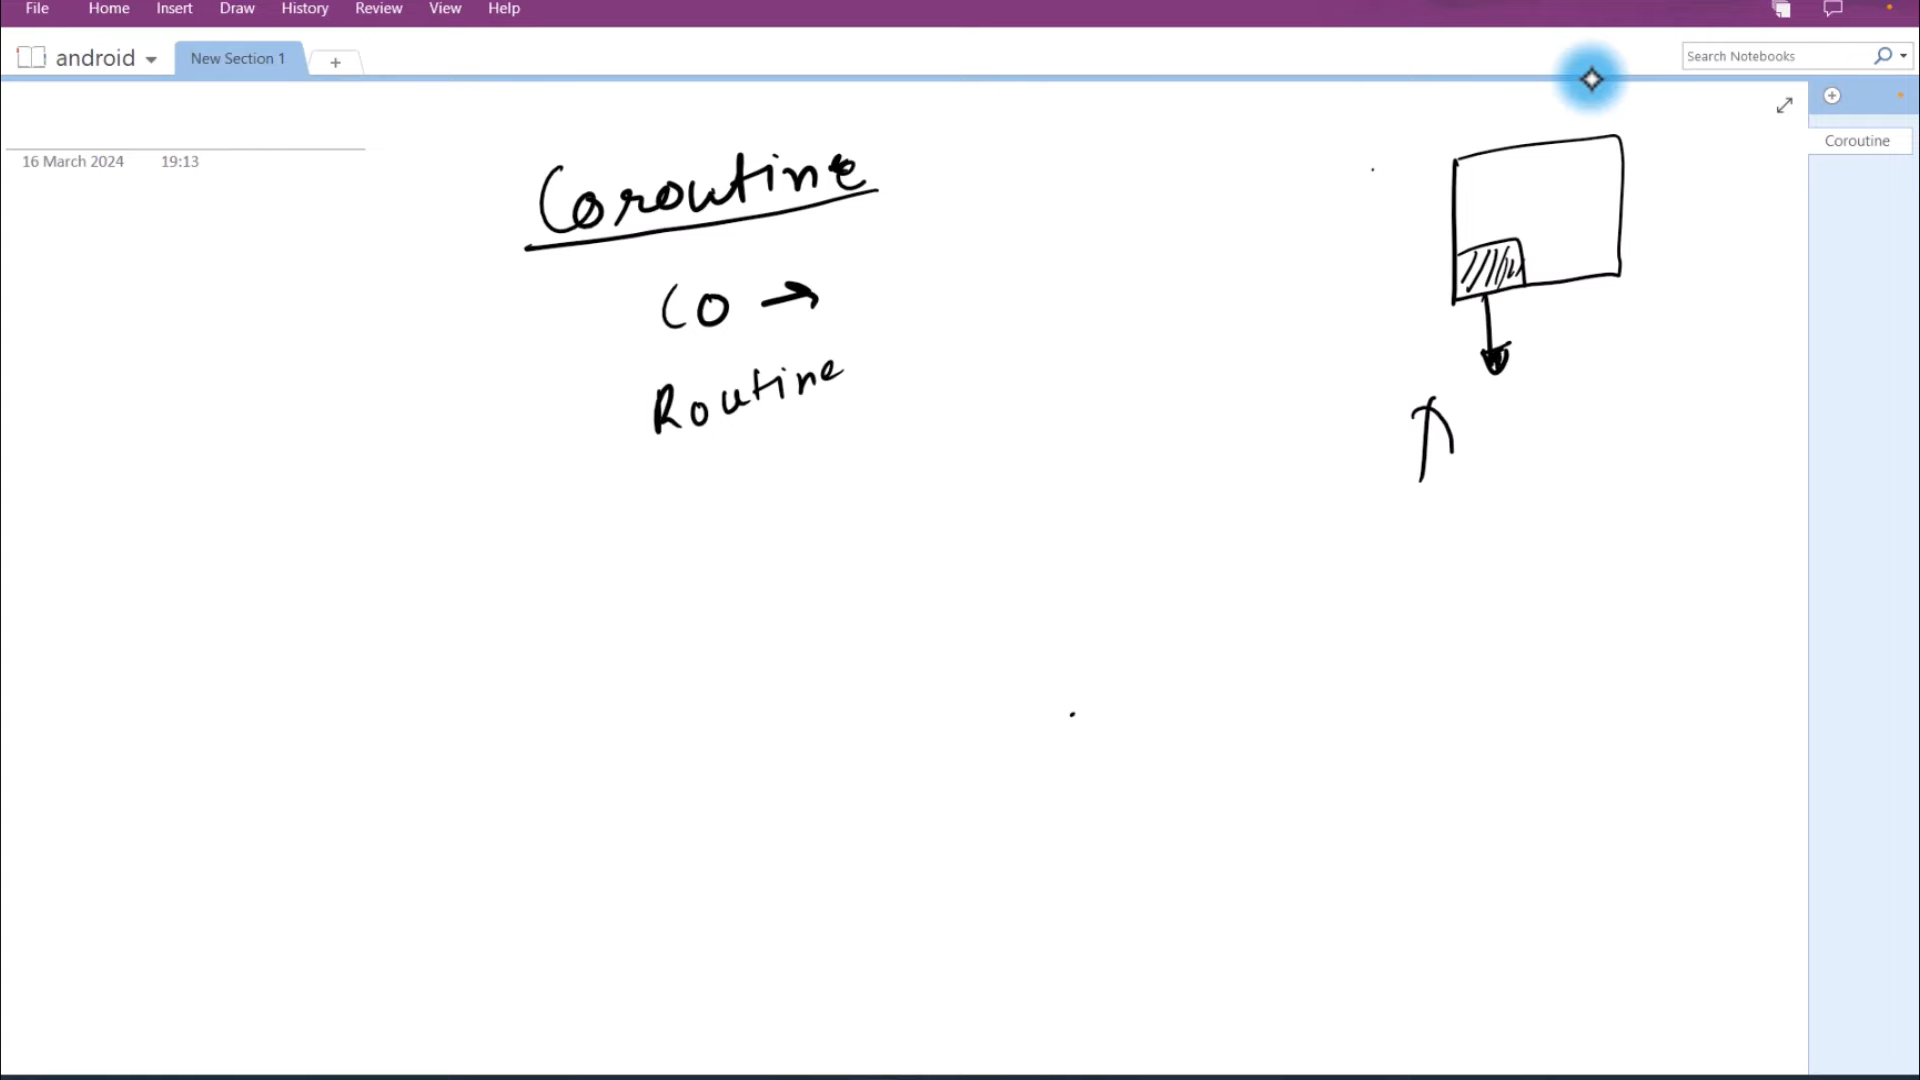 File Home Insert Draw History Review View Help
android New Section 1 +
Search Notebooks
Coroutine
16 March 2024 19:13
Coroutine
CO →
Routine